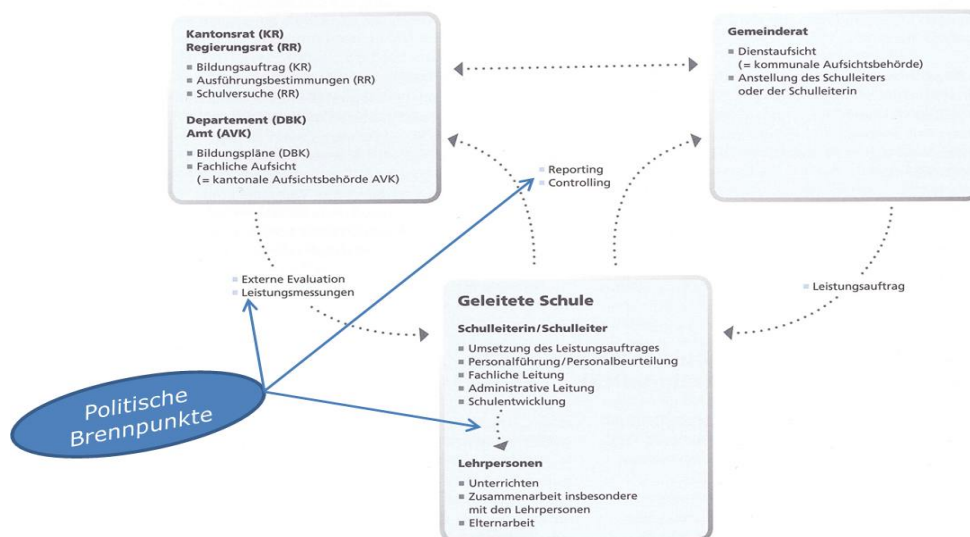 Kantonsrat (KR)
Regierungsrat (RR)
Bildungsauftrag (KR)
Ausführungsbestimmungen (RR)
Schulversuche (RR)
Departement (DBK)
Amt (AVK)
Bildungspläne (DBK)
Fachliche Aufsicht
(= kantonale Aufsichtsbehörde AVK)
Gemeinderat
Dienstaufsicht
(= kommunale Aufsichtsbehörde)
Anstellung des Schulleiters
oder der Schulleiterin
Reporting
Controlling
Externe Evaluation
Leistungsmessungen
Leistungsauftrag
Geleitete Schule
Schulleiterin/Schulleiter
Umsetzung des Leistungsauftrages
Personalführung/Personalbeurteilung
Fachliche Leitung
Administrative Leitung
Schulentwicklung
Lehrpersonen
Unterrichten
Zusammenarbeit insbesondere
mit den Lehrpersonen
Elternarbeit
Politische
Brennpunkte